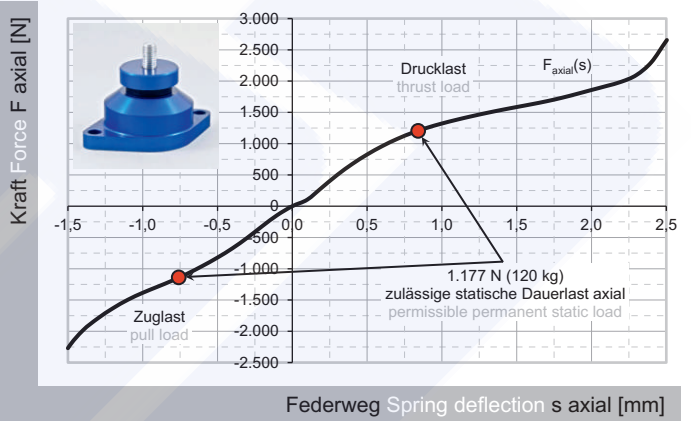 Kraft Force F axial [N]
3.000
2.500
2.000
1.500
1.000
500
0
-500
-1.000
-1.500
-2.000
-2.500
-1,5
-1,0
-0,5
0,0
0,5
1,0
1,5
2,0
2,5
Drucklast
thrust load
Faxial(s)
1.177 N (120 kg)
zulässige statische Dauerlast axial
permissible permanent static load
Zuglast
pull load
Federweg Spring deflection s axial [mm]